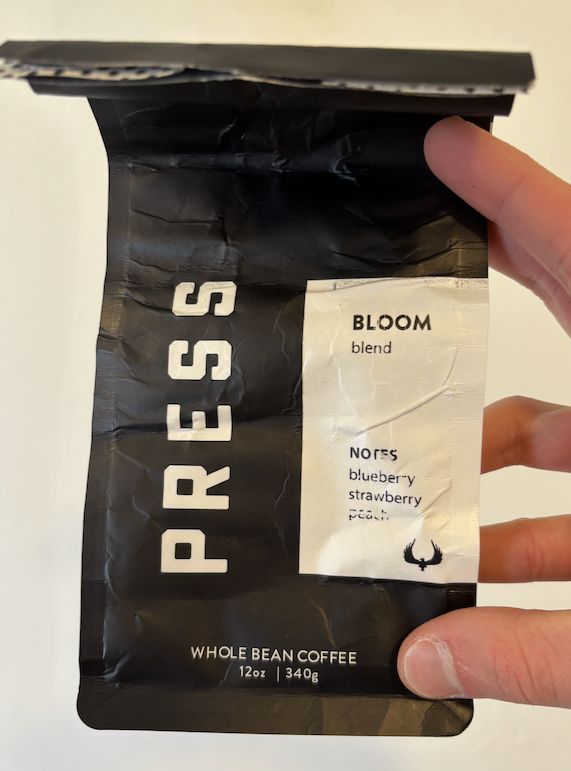 PRESS
BLOOM
blend
NOTES
blueberry
strawberry
peach
WHOLE BEAN COFFEE
12oz | 340g